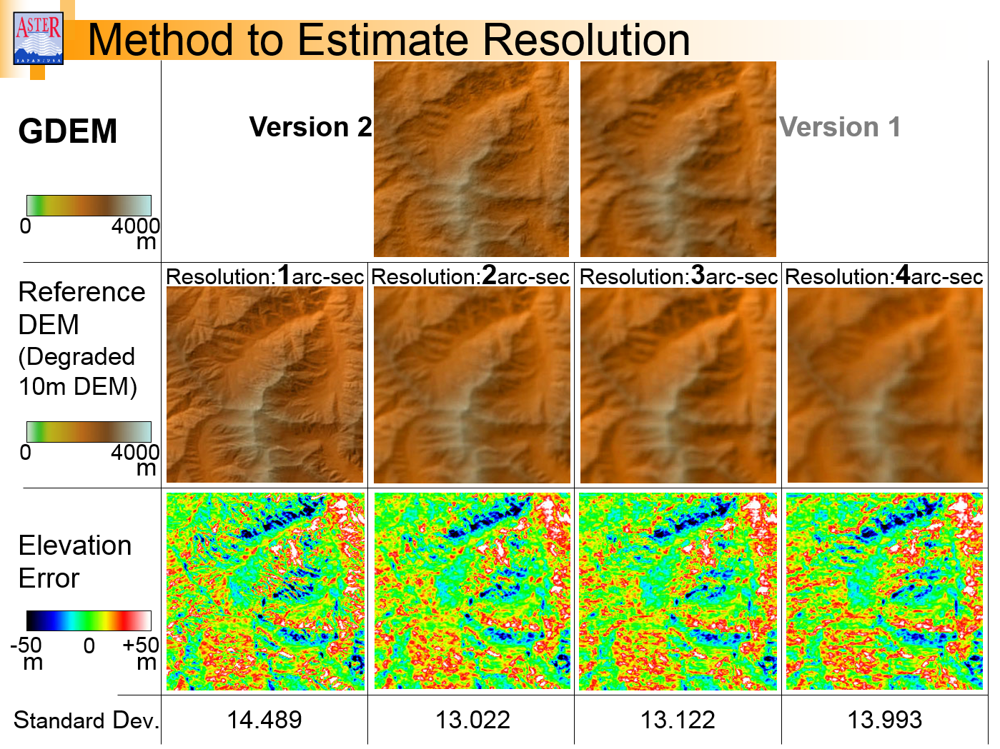 ASTER
JAPAN/USA
Method to Estimate Resolution
GDEM
Version 2
Version 1
0
4000
m
Resolution:1arc-sec
Resolution:2arc-sec
Resolution:3arc-sec
Resolution:4arc-sec
Reference
DEM
(Degraded
10m DEM)
0
4000
m
Elevation
Error
-50
m
0
+50
m
Standard Dev.
14.489
13.022
13.122
13.993